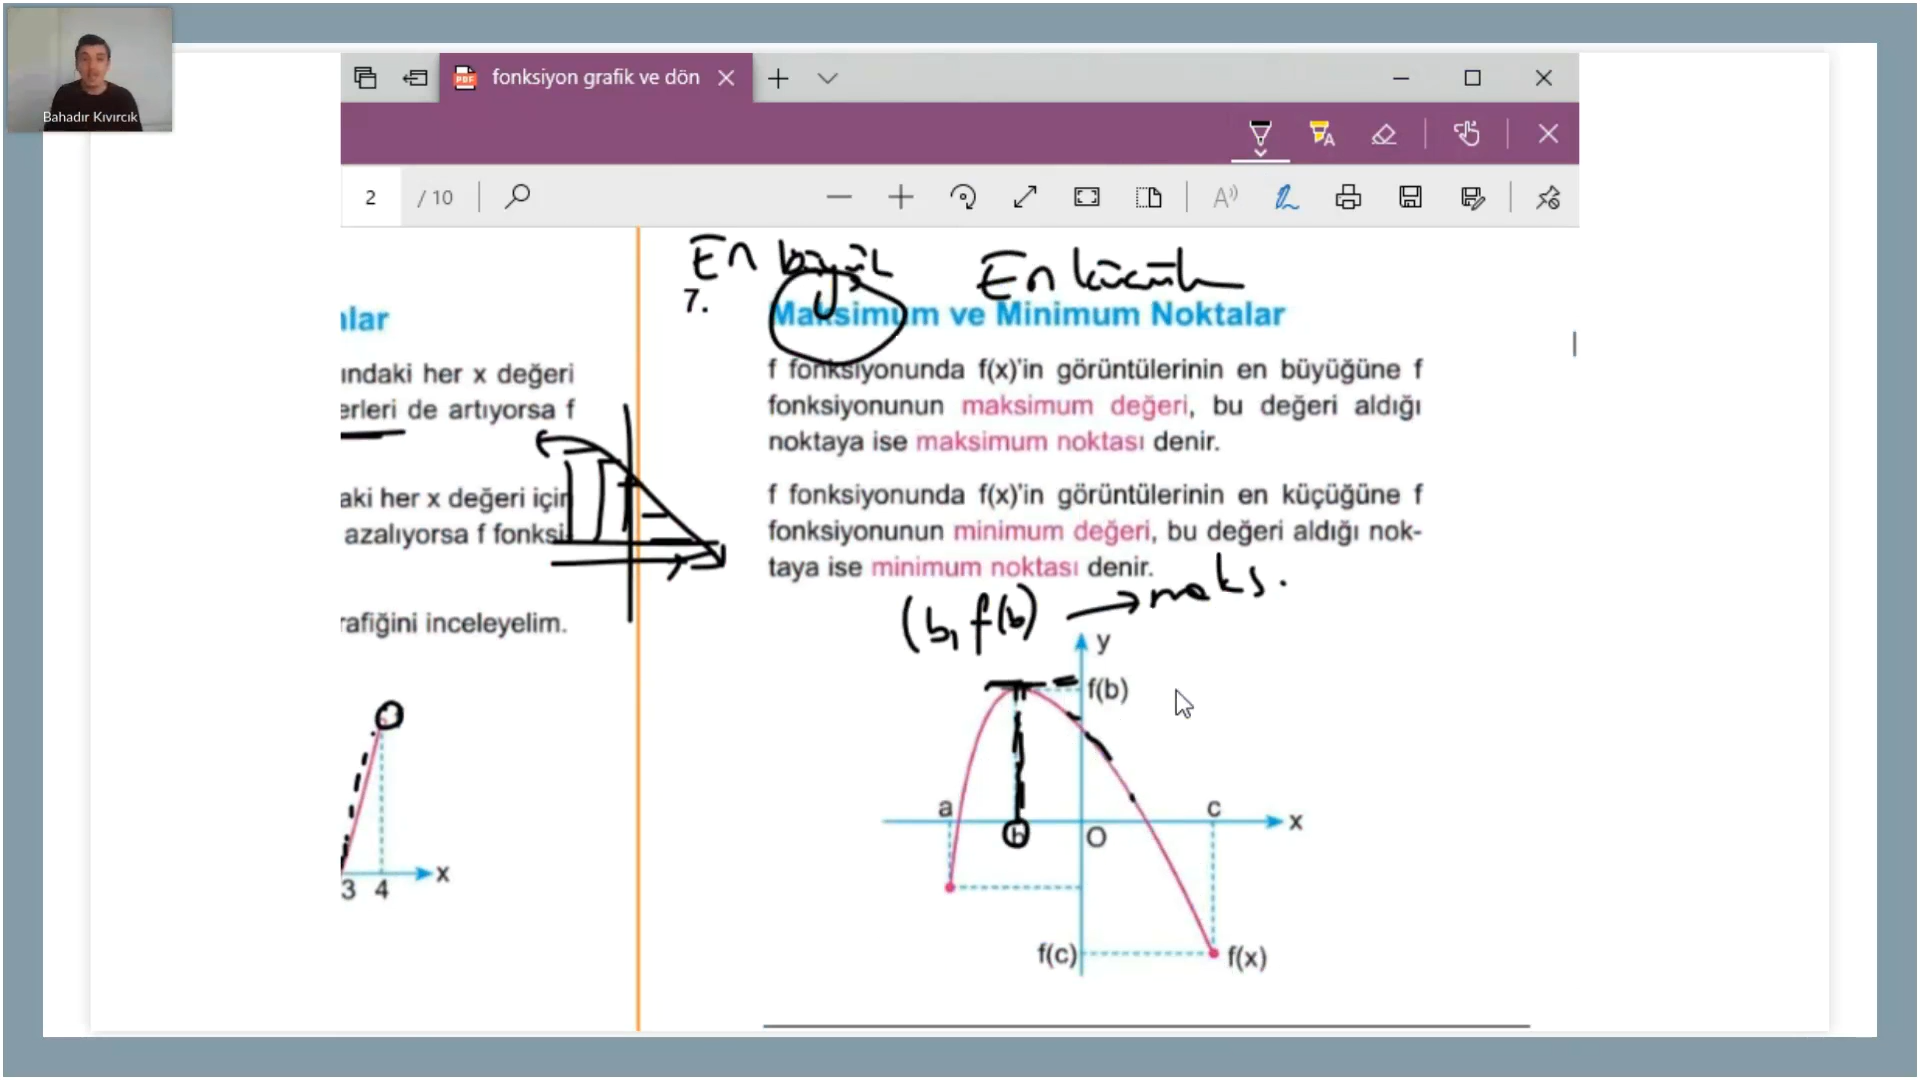 Bahadır Kıvırcık
fonksiyon grafik ve dön
2 / 10
En büyük
En küçük
7.
Maksimum ve Minimum Noktalar
f fonksiyonunda f(x)'in görüntülerinin en büyüğüne f
fonksiyonunun maksimum değeri, bu değeri aldığı
noktaya ise maksimum noktası denir.
f fonksiyonunda f(x)'in görüntülerinin en küçüğüne f
fonksiyonunun minimum değeri, bu değeri aldığı nok-
taya ise minimum noktası denir.
(b, f(b) → maks.
y
f(b)
a
b
O
c
x
f(c)
f(x)
lar
ındaki her x değeri
erleri de artıyorsa f
aki her x değeri için
azalıyorsa f fonksi-
rafiğini inceleyelim.
3 4
x